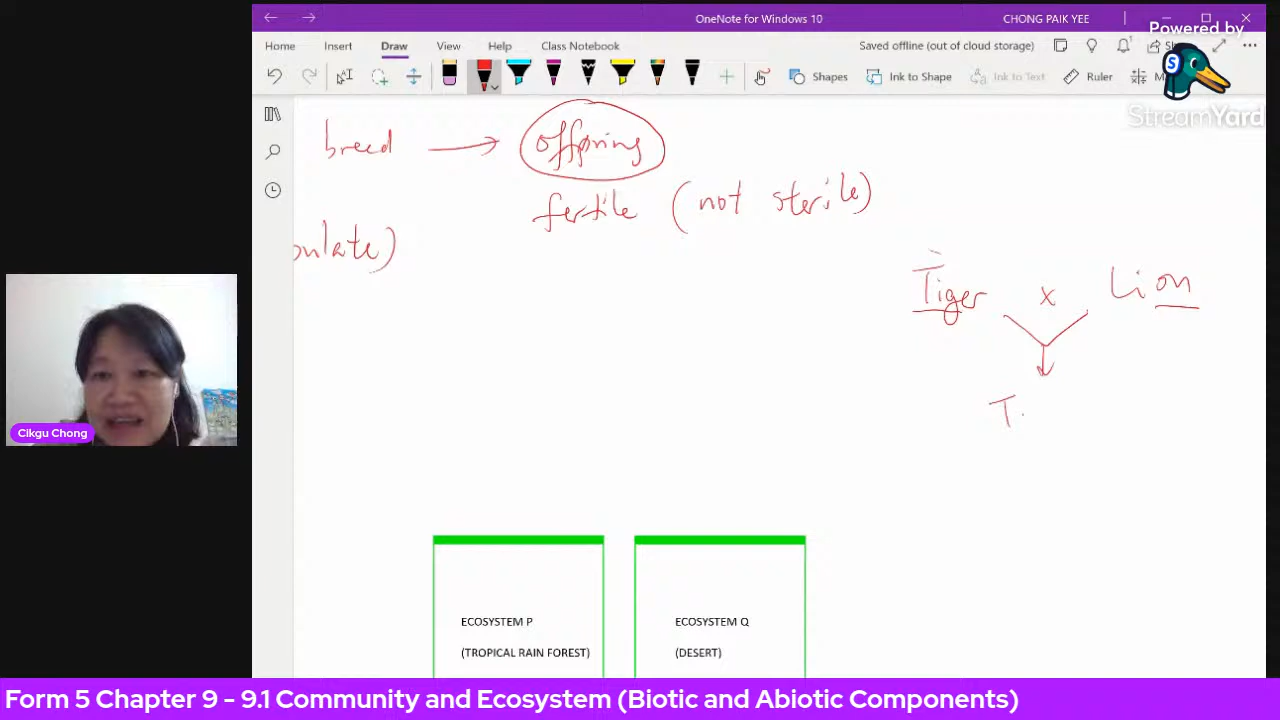 OneNote for Windows 10
CHONG PAIK YEE
Powered by
StreamYard
Home Insert Draw View Help Class Notebook
Saved offline (out of cloud storage)
Shapes Ink to Shape Ink to Text Ruler
breed → offspring
fertile (not sterile)
ulate)
Tiger x Lion
Ti
Cikgu Chong
ECOSYSTEM P
(TROPICAL RAIN FOREST)
ECOSYSTEM Q
(DESERT)
Form 5 Chapter 9 - 9.1 Community and Ecosystem (Biotic and Abiotic Components)